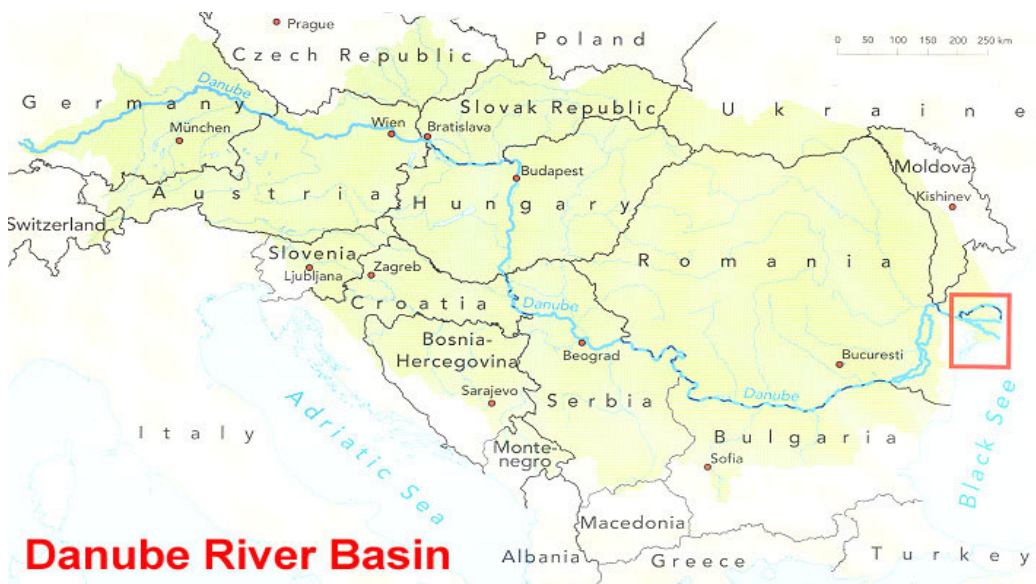 Prague
Poland
0 50 100 150 200 250 km
Czech Republic
Danube
Germany
Slovak Republic
Ukraine
München
Wien
Bratislava
Moldova
Budapest
Austria
Hungary
Kishinev
Switzerland
Slovenia
Ljubljana
Zagreb
Romania
Croatia
Danube
Bosnia-
Hercegovina
Beograd
Bucuresti
Sarajevo
Serbia
Danube
Adriatic Sea
Italy
Monte-
negro
Bulgaria
Sofia
Black See
Macedonia
Danube River Basin
Albania
Greece
Turkey